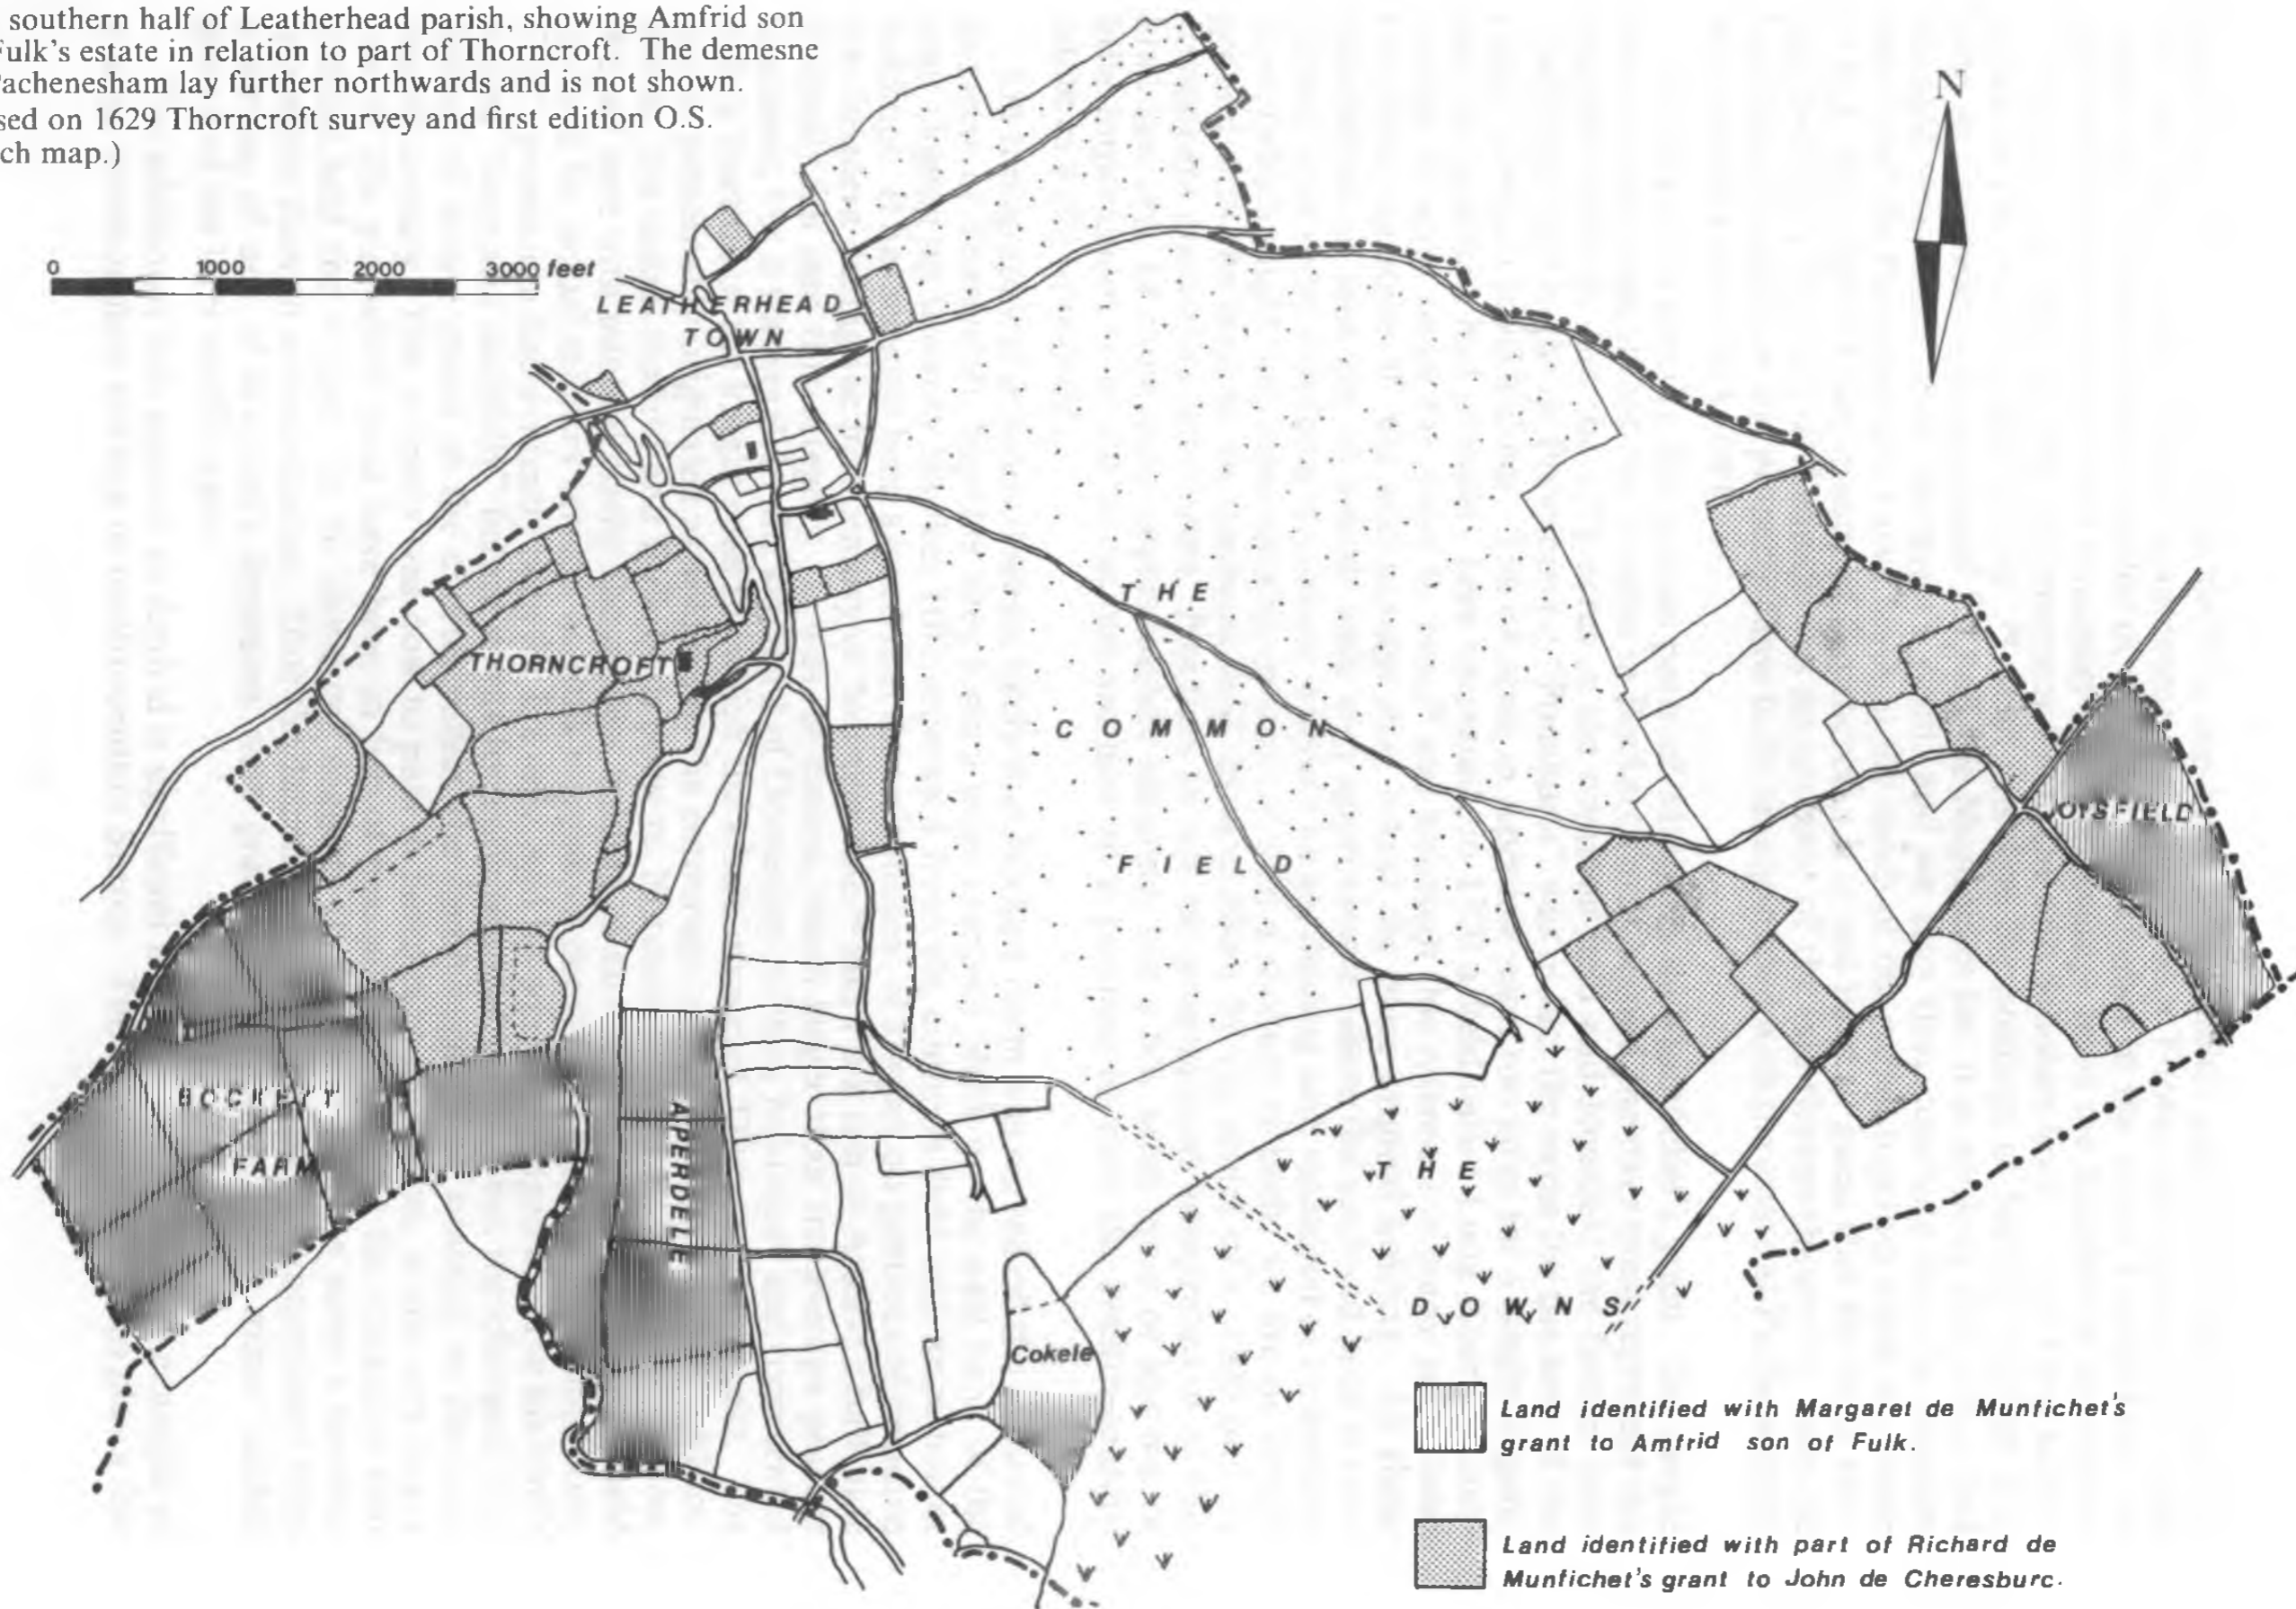 southern half of Leatherhead parish, showing Amfrid son
Fulk's estate in relation to part of Thorncroft. The demesne
Pachenesham lay further northwards and is not shown.
sed on 1629 Thorncroft survey and first edition O.S.
ch map.)
N
0 1000 2000 3000 feet
LEATHERHEAD
TOWN
THE
THORNCROFT
COMMON
OYSFIELD
FIELD
BOCKETT
FARM
APERDELE
THE
DOWNS
Cokele
Land identified with Margaret de Munfichet's
grant to Amfrid son of Fulk.
Land identified with part of Richard de
Munfichet's grant to John de Cheresburc.